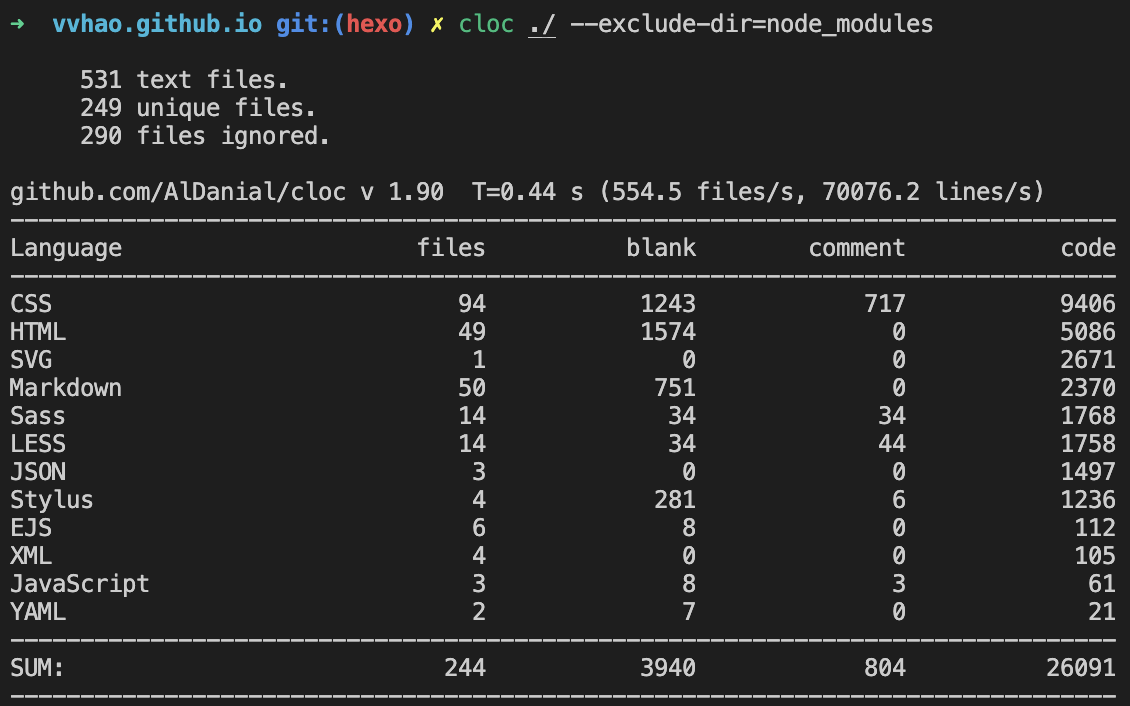 ➜  vvhao.github.io git:(hexo) ✗ cloc ./ --exclude-dir=node_modules
531 text files.
249 unique files.
290 files ignored.
github.com/AlDanial/cloc v 1.90  T=0.44 s (554.5 files/s, 70076.2 lines/s)
-------------------------------------------------------------------------------
Language                     files          blank        comment           code
-------------------------------------------------------------------------------
CSS                             94           1243            717           9406
HTML                            49           1574              0           5086
SVG                              1              0              0           2671
Markdown                        50            751              0           2370
Sass                            14             34             34           1768
LESS                            14             34             44           1758
JSON                             3              0              0           1497
Stylus                           4            281              6           1236
EJS                              6              8              0            112
XML                              4              0              0            105
JavaScript                       3              8              3             61
YAML                             2              7              0             21
-------------------------------------------------------------------------------
SUM:                           244           3940            804          26091
-------------------------------------------------------------------------------